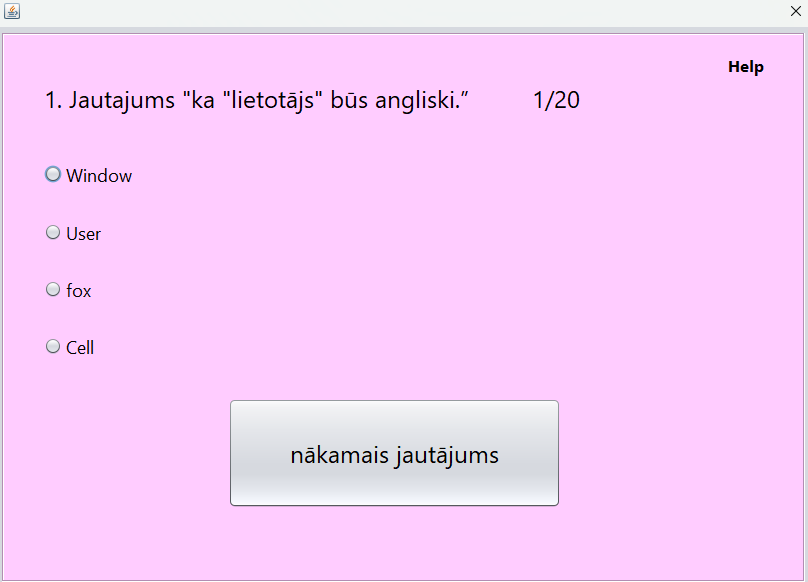 Help
1. Jautajums "ka "lietotājs" būs angliski.” 1/20
Window
User
fox
Cell
nākamais jautājums